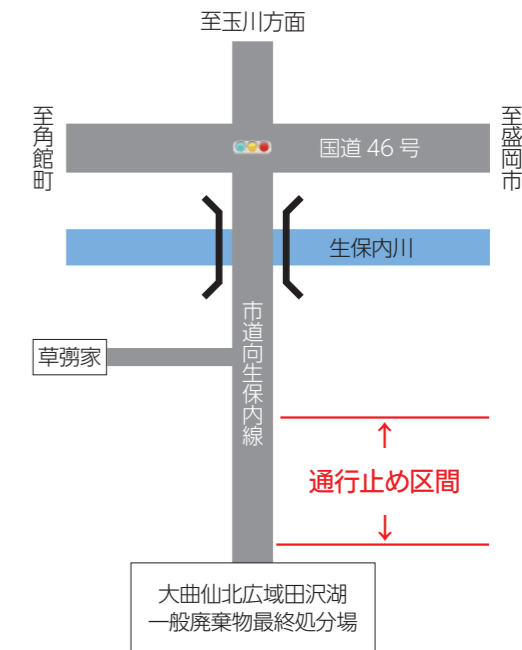 至玉川方面
至角館町
国道 46 号
至盛岡市
生保内川
市道向生保内線
草彅家
↑
通行止め区間
↓
大曲仙北広域田沢湖
一般廃棄物最終処分場